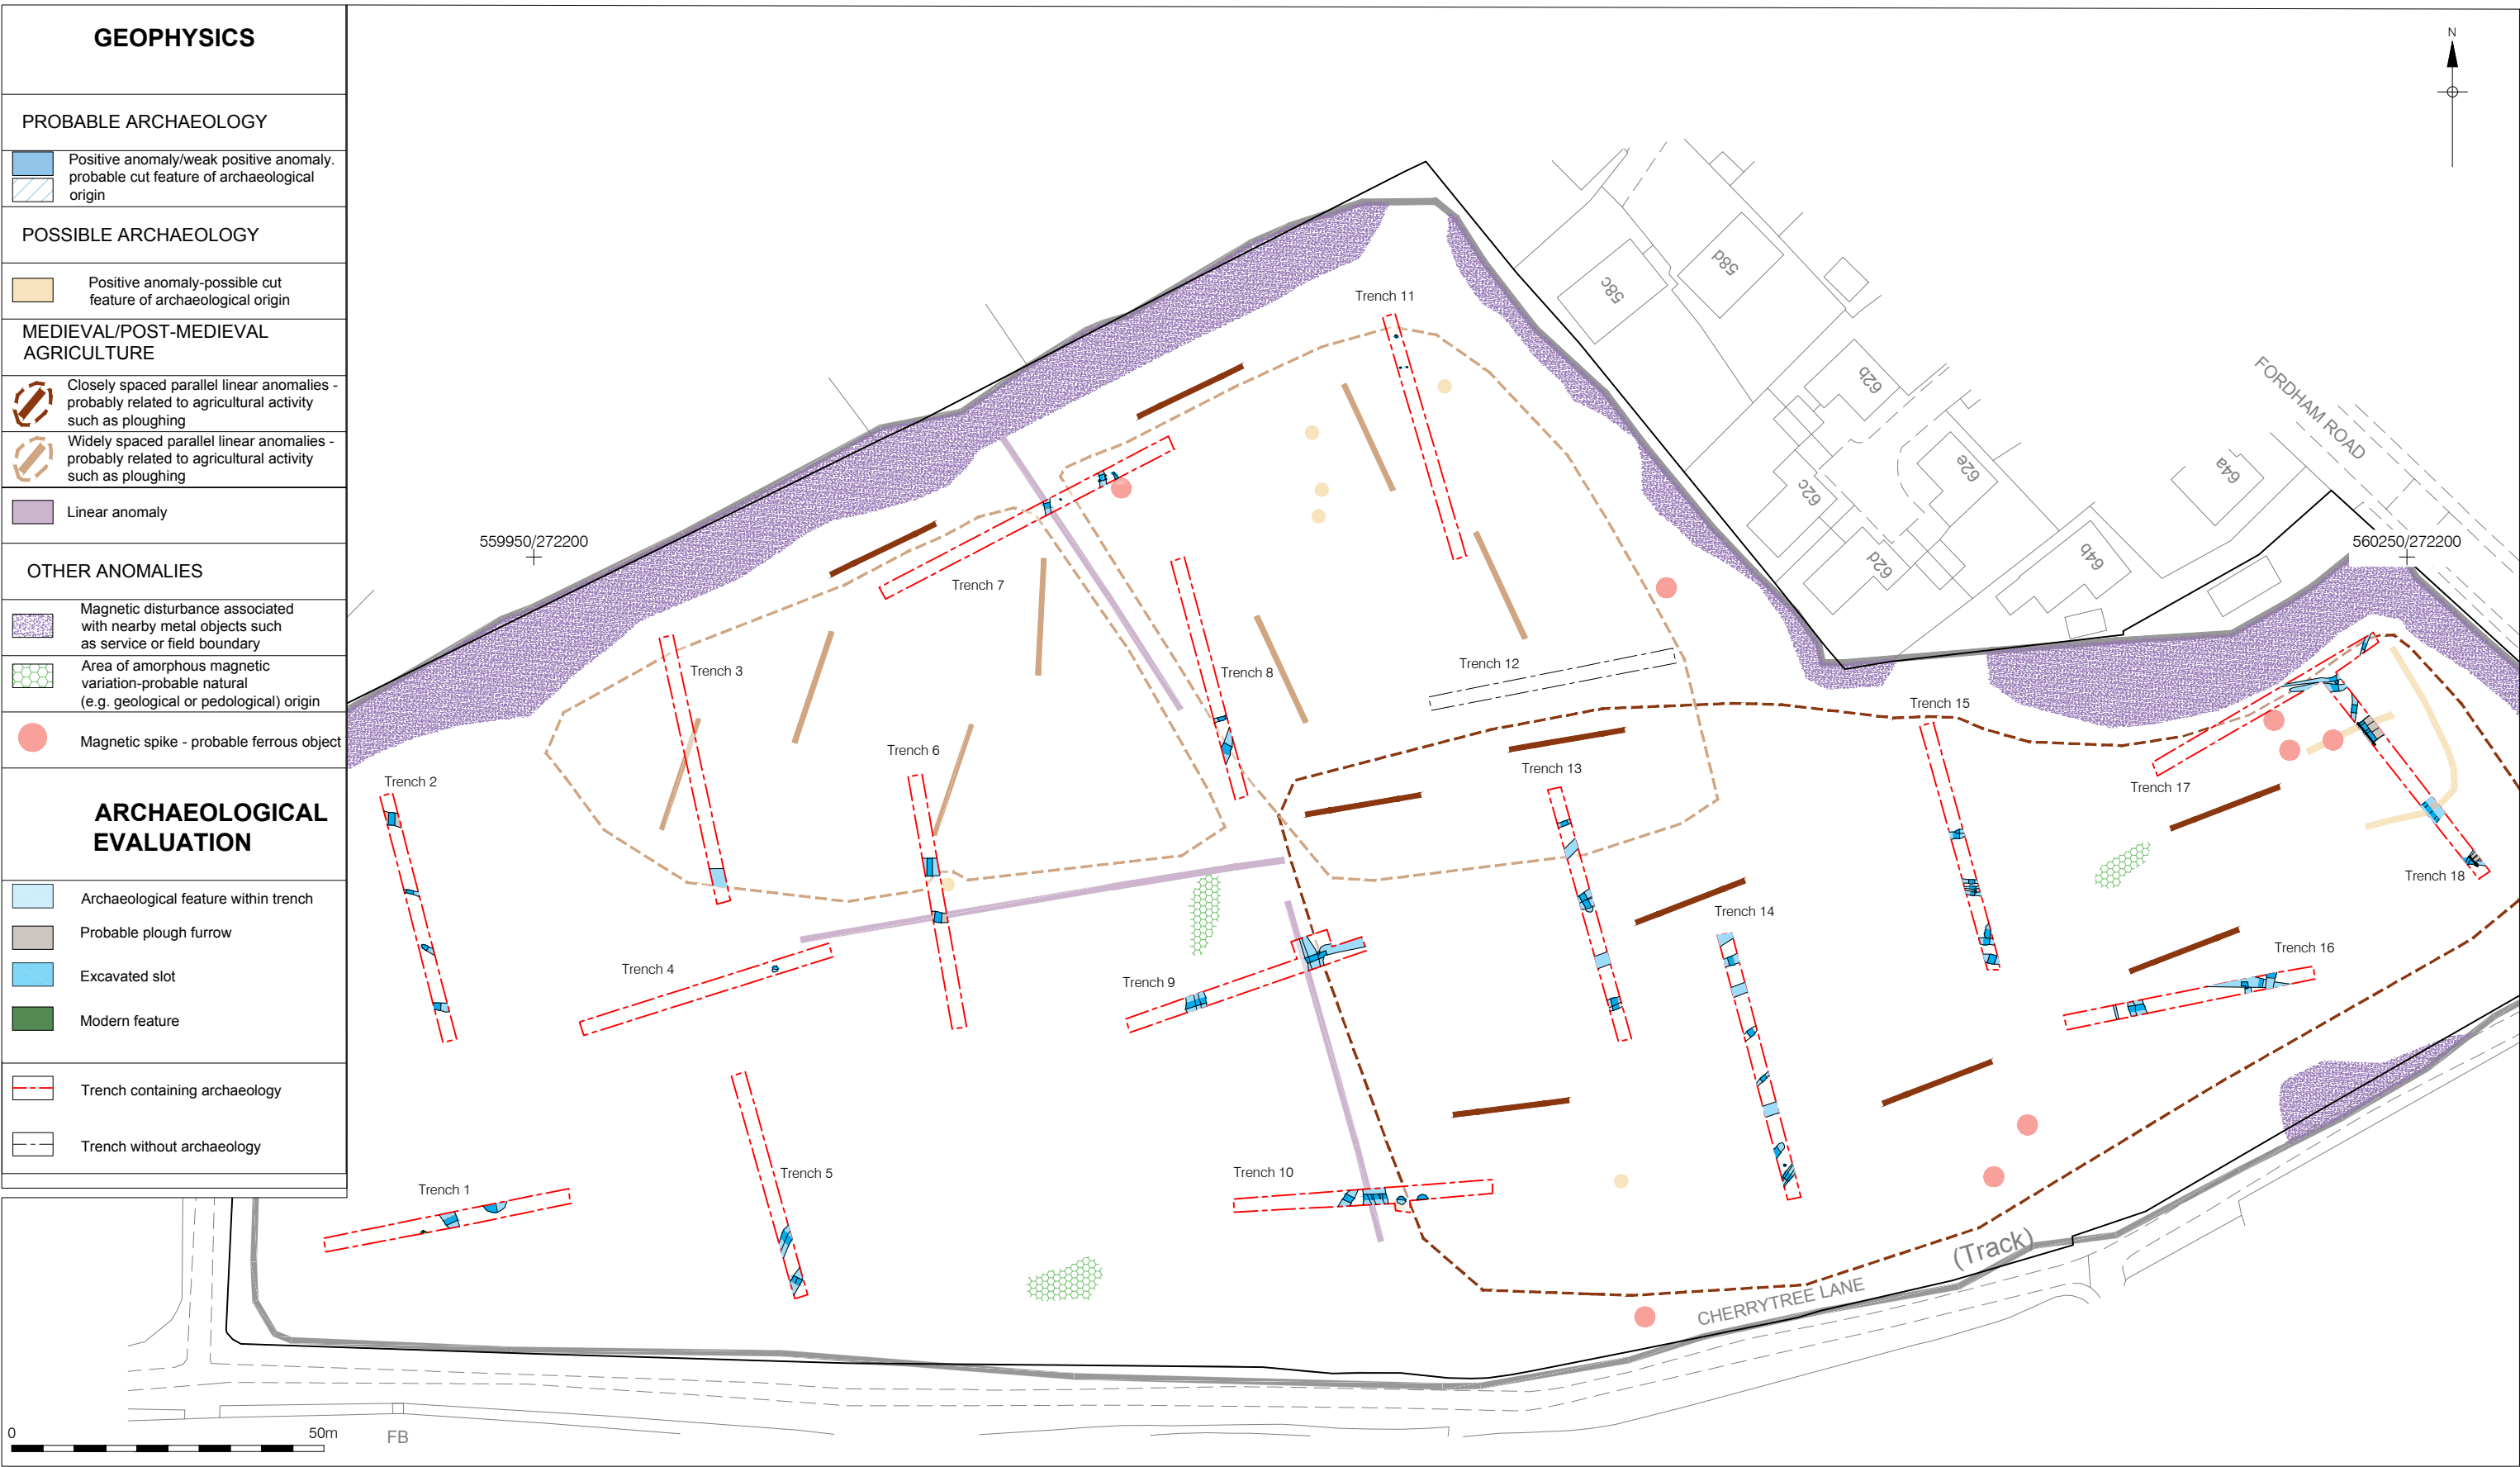 GEOPHYSICS
PROBABLE ARCHAEOLOGY
Positive anomaly/weak positive anomaly.
probable cut feature of archaeological
origin
POSSIBLE ARCHAEOLOGY
Positive anomaly-possible cut
feature of archaeological origin
MEDIEVAL/POST-MEDIEVAL
AGRICULTURE
Closely spaced parallel linear anomalies -
probably related to agricultural activity
such as ploughing
Widely spaced parallel linear anomalies -
probably related to agricultural activity
such as ploughing
Linear anomaly
OTHER ANOMALIES
Magnetic disturbance associated
with nearby metal objects such
as service or field boundary
Area of amorphous magnetic
variation-probable natural
(e.g. geological or pedological) origin
Magnetic spike - probable ferrous object
ARCHAEOLOGICAL
EVALUATION
Archaeological feature within trench
Probable plough furrow
Excavated slot
Modern feature
Trench containing archaeology
Trench without archaeology
0 50m
FB
N
58c
58d
62b
62c
62e
62d
64a
64b
FORDHAM ROAD
559950/272200
560250/272200
Trench 11
Trench 7
Trench 3
Trench 8
Trench 12
Trench 15
Trench 6
Trench 2
Trench 13
Trench 17
Trench 18
Trench 14
Trench 16
Trench 4
Trench 9
Trench 5
Trench 10
Trench 1
(Track)
CHERRYTREE LANE